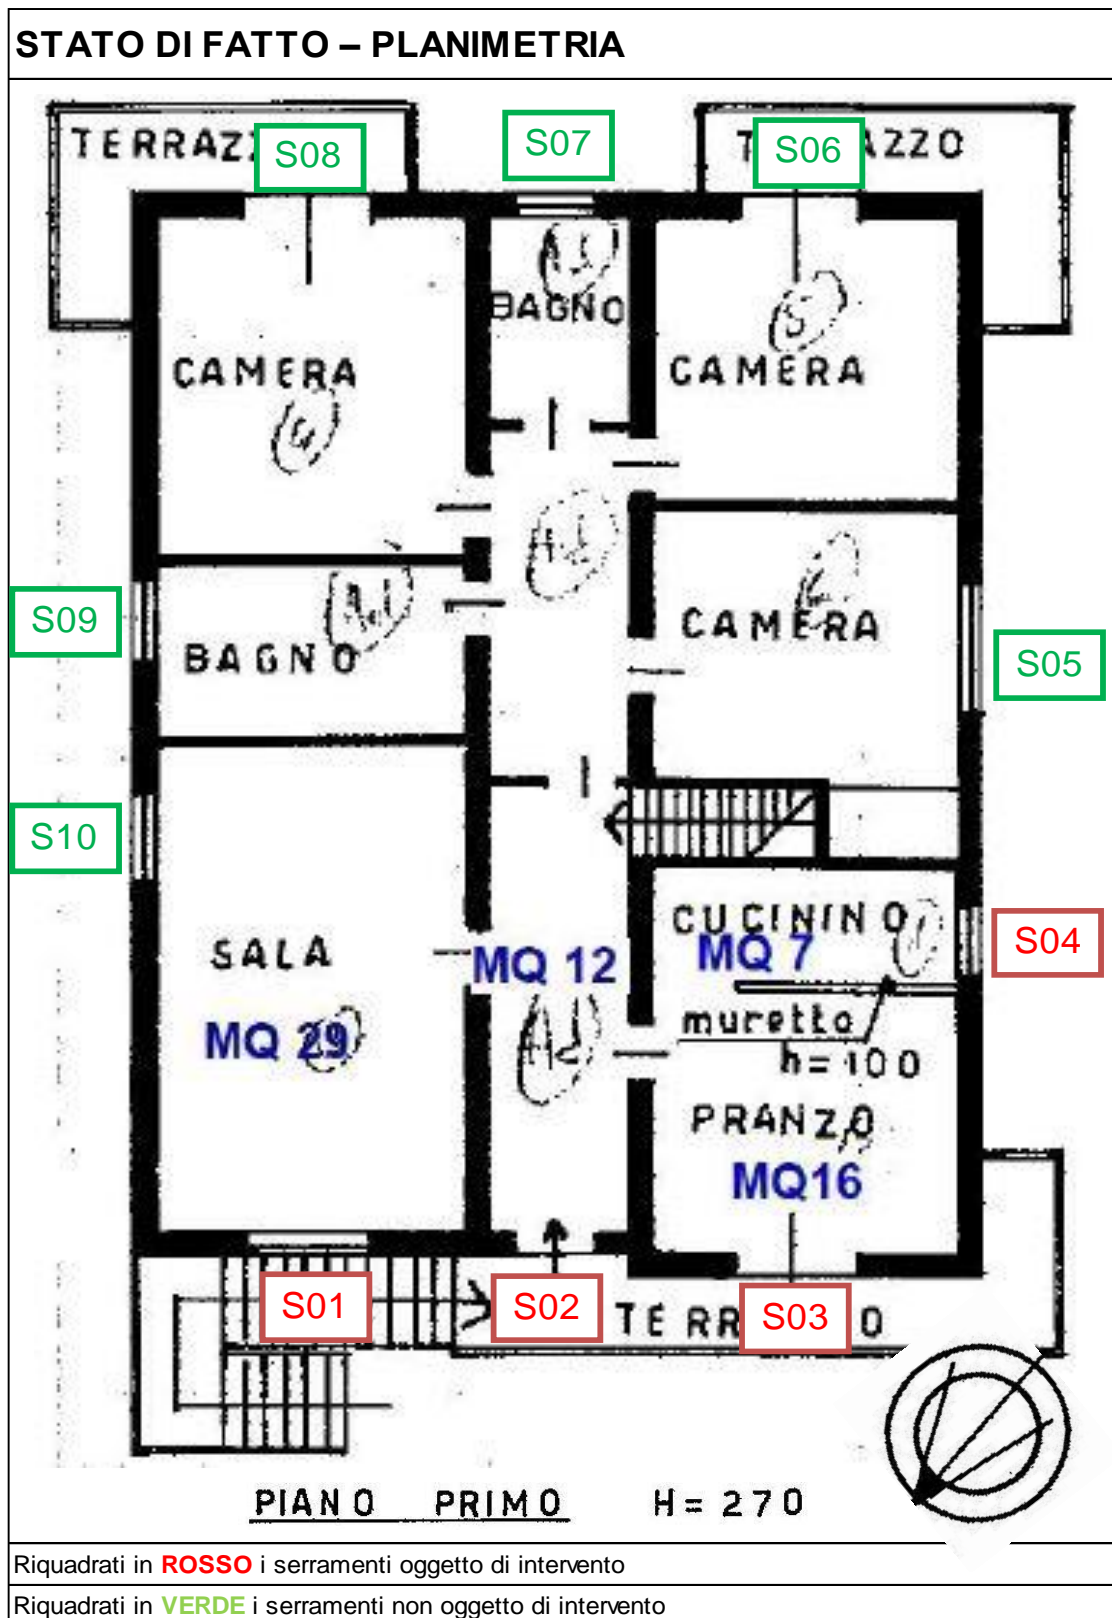 STATO DI FATTO – PLANIMETRIA
S08
S07
S06
BAGNO
CAMERA
CAMERA
S09
CAMERA
BAGNO
S05
S10
CUCININO
S04
SALA
MQ 12
MQ 7
muretto
MQ 29
h=100
PRANZO
MQ16
S01
S02
S03
PIANO PRIMO H=270
Riquadrati in ROSSO i serramenti oggetto di intervento
Riquadrati in VERDE i serramenti non oggetto di intervento